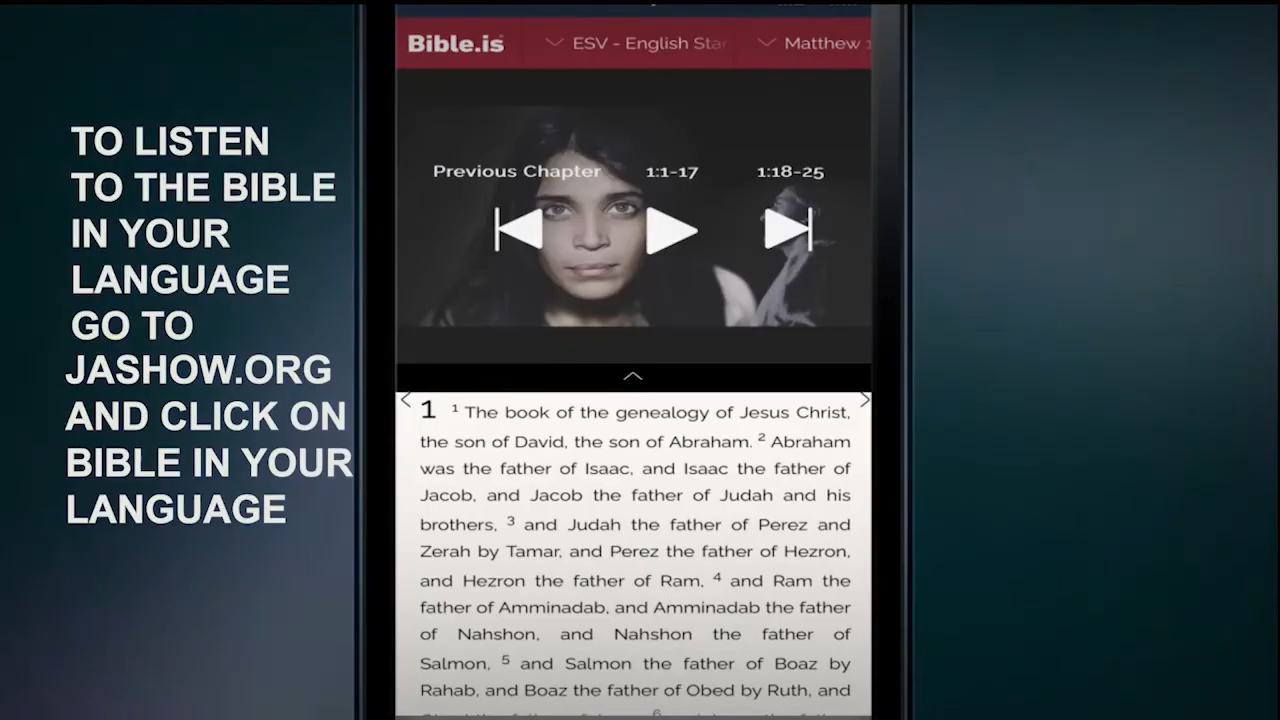 TO LISTEN
TO THE BIBLE
IN YOUR
LANGUAGE
GO TO
JASHOW.ORG
AND CLICK ON
BIBLE IN YOUR
LANGUAGE
Bible.is
ESV - English Star
Matthew 1
Previous Chapter 1:1-17 1:18-25
1 1 The book of the genealogy of Jesus Christ,
the son of David, the son of Abraham. 2 Abraham
was the father of Isaac, and Isaac the father of
Jacob, and Jacob the father of Judah and his
brothers, 3 and Judah the father of Perez and
Zerah by Tamar, and Perez the father of Hezron,
and Hezron the father of Ram, 4 and Ram the
father of Amminadab, and Amminadab the father
of Nahshon, and Nahshon the father of
Salmon, 5 and Salmon the father of Boaz by
Rahab, and Boaz the father of Obed by Ruth, and